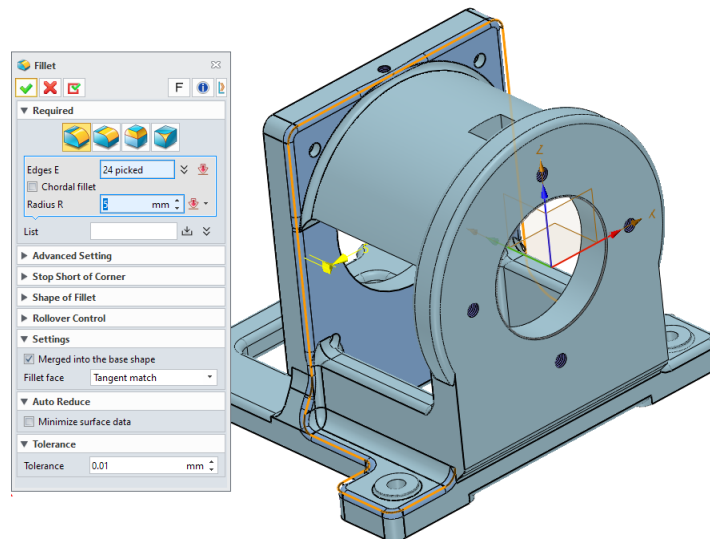 Fillet
F
Required
Edges E 24 picked
Chordal fillet
Radius R 5 mm
List
Advanced Setting
Stop Short of Corner
Shape of Fillet
Rollover Control
Settings
Merged into the base shape
Fillet face Tangent match
Auto Reduce
Minimize surface data
Tolerance
Tolerance 0.01 mm
Z
X